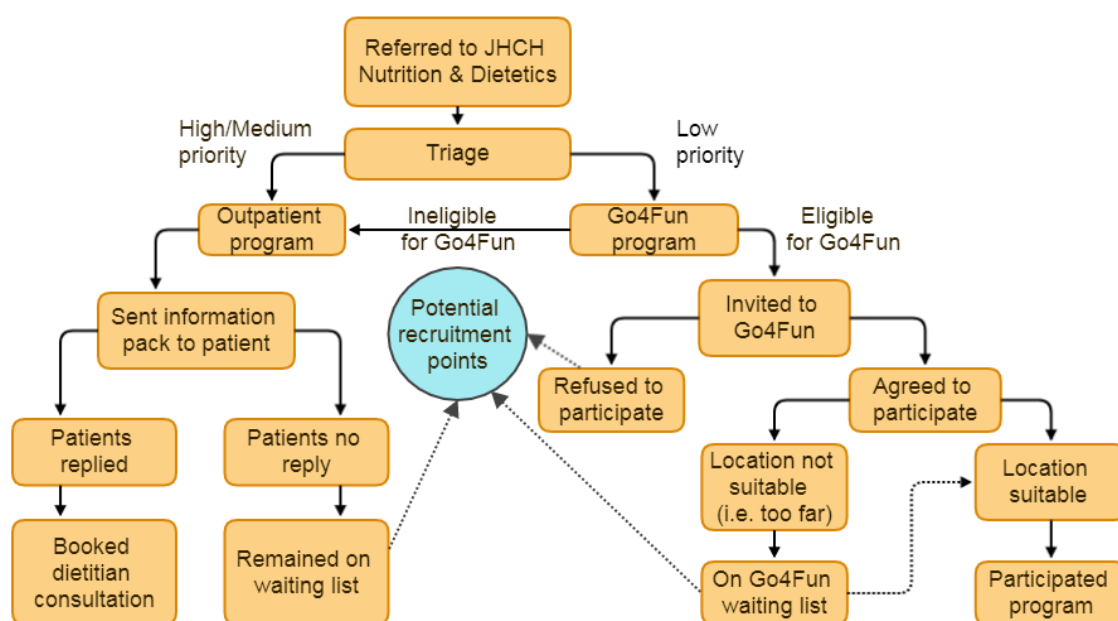 Referred to JHCH
Nutrition & Dietetics
High/Medium
priority
Triage
Low
priority
Outpatient
program
Ineligible
for Go4Fun
Go4Fun
program
Eligible
for Go4Fun
Sent information
pack to patient
Potential
recruitment
points
Invited to
Go4Fun
Refused to
participate
Agreed to
participate
Patients
replied
Patients no
reply
Location not
suitable
(i.e. too far)
Location
suitable
Booked
dietitian
consultation
Remained on
waiting list
On Go4Fun
waiting list
Participated
program